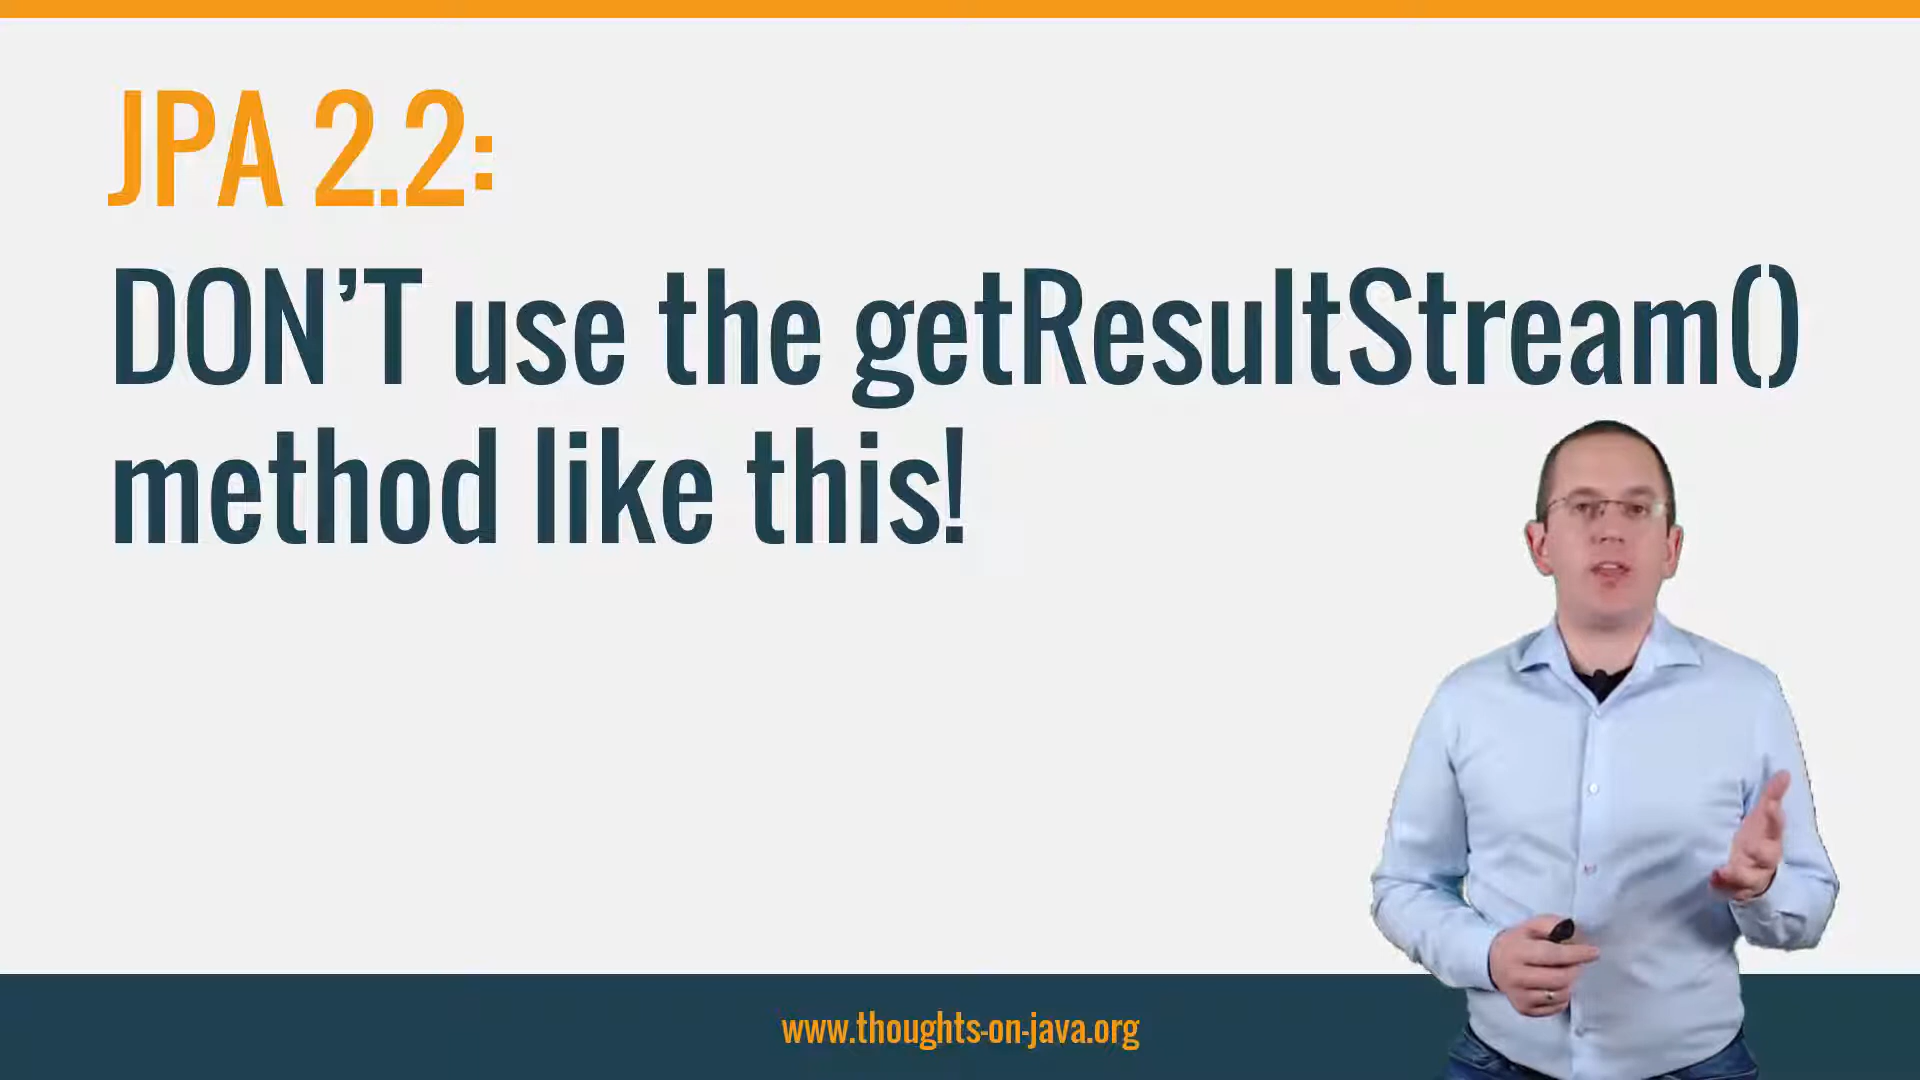 JPA 2.2:
DON’T use the getResultStream()
method like this!
www.thoughts-on-java.org